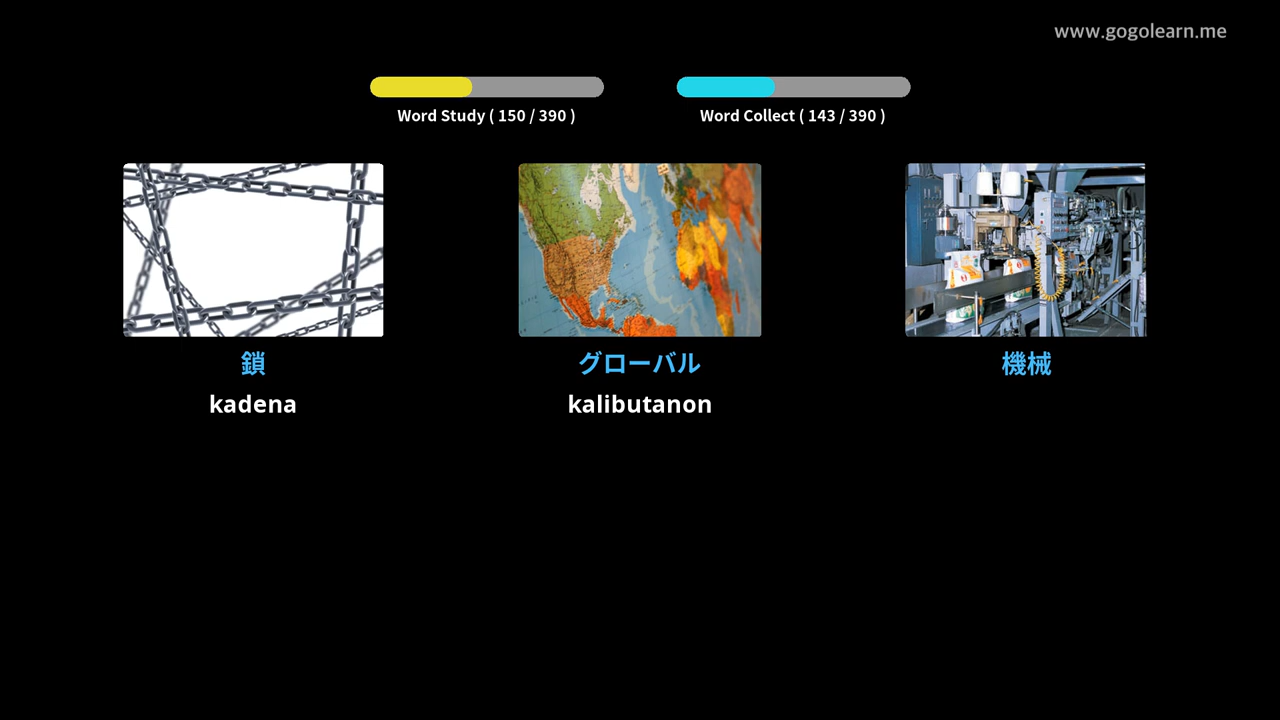 www.gogolearn.me
Word Study ( 150 / 390 )
Word Collect ( 143 / 390 )
鎖
グローバル
機械
kadena
kalibutanon